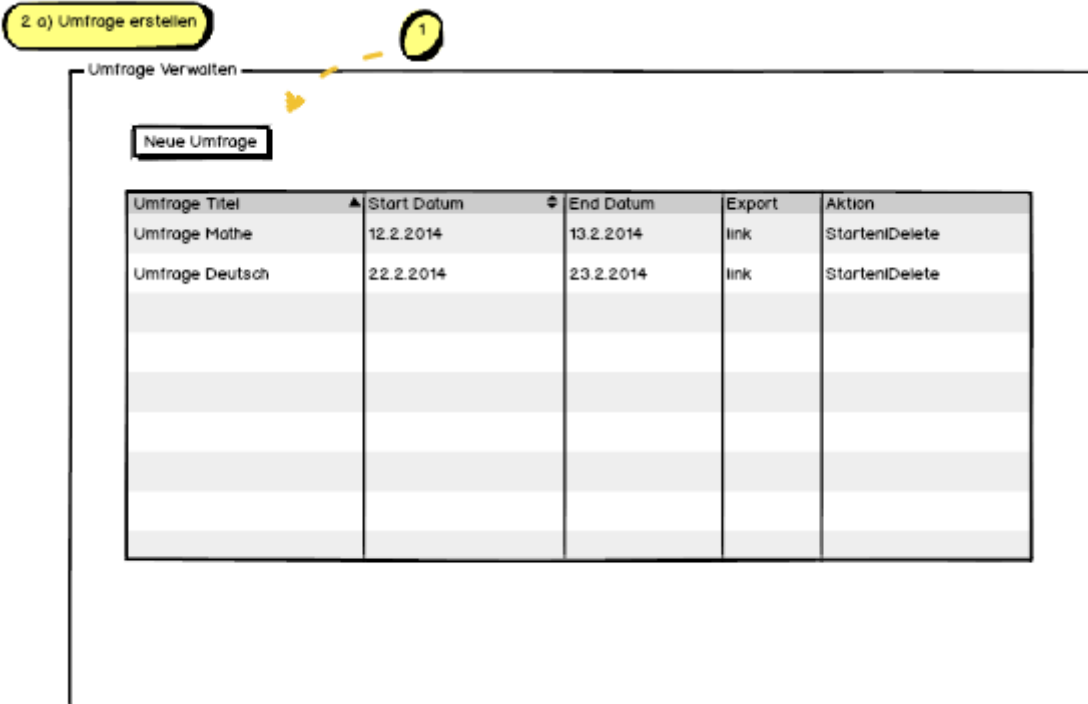 2 a) Umfrage erstellen
1
Umfrage Verwalten
Neue Umfrage
Umfrage Titel Start Datum End Datum Export Aktion
Umfrage Mathe 12.2.2014 13.2.2014 link Starten|Delete
Umfrage Deutsch 22.2.2014 23.2.2014 link Starten|Delete